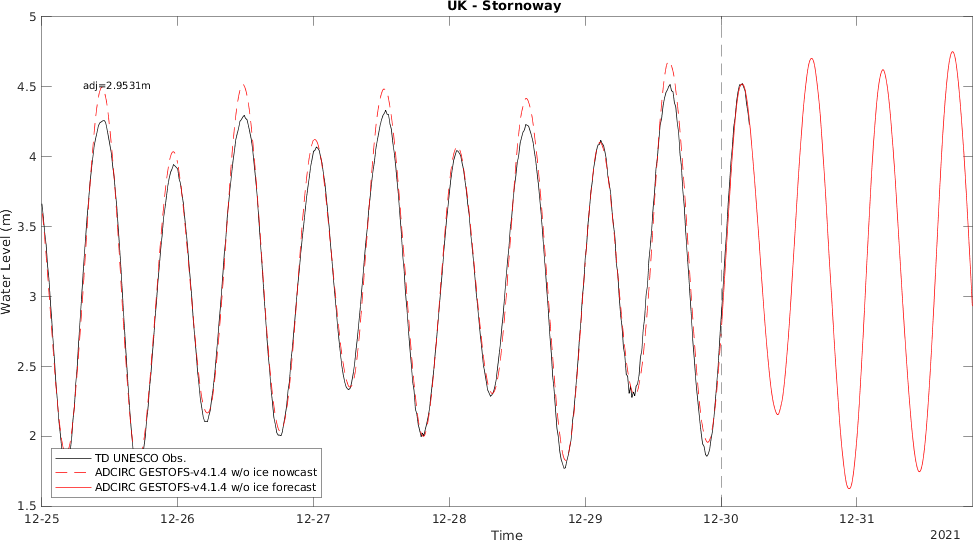 UK - Stornoway
5
adj=2.9531m
4.5
4
3.5
3
2.5
2
1.5
Water Level (m)
TD UNESCO Obs.
ADCIRC GESTOFS-v4.1.4 w/o ice nowcast
ADCIRC GESTOFS-v4.1.4 w/o ice forecast
12-25 12-26 12-27 12-28 12-29 12-30 12-31
Time
2021